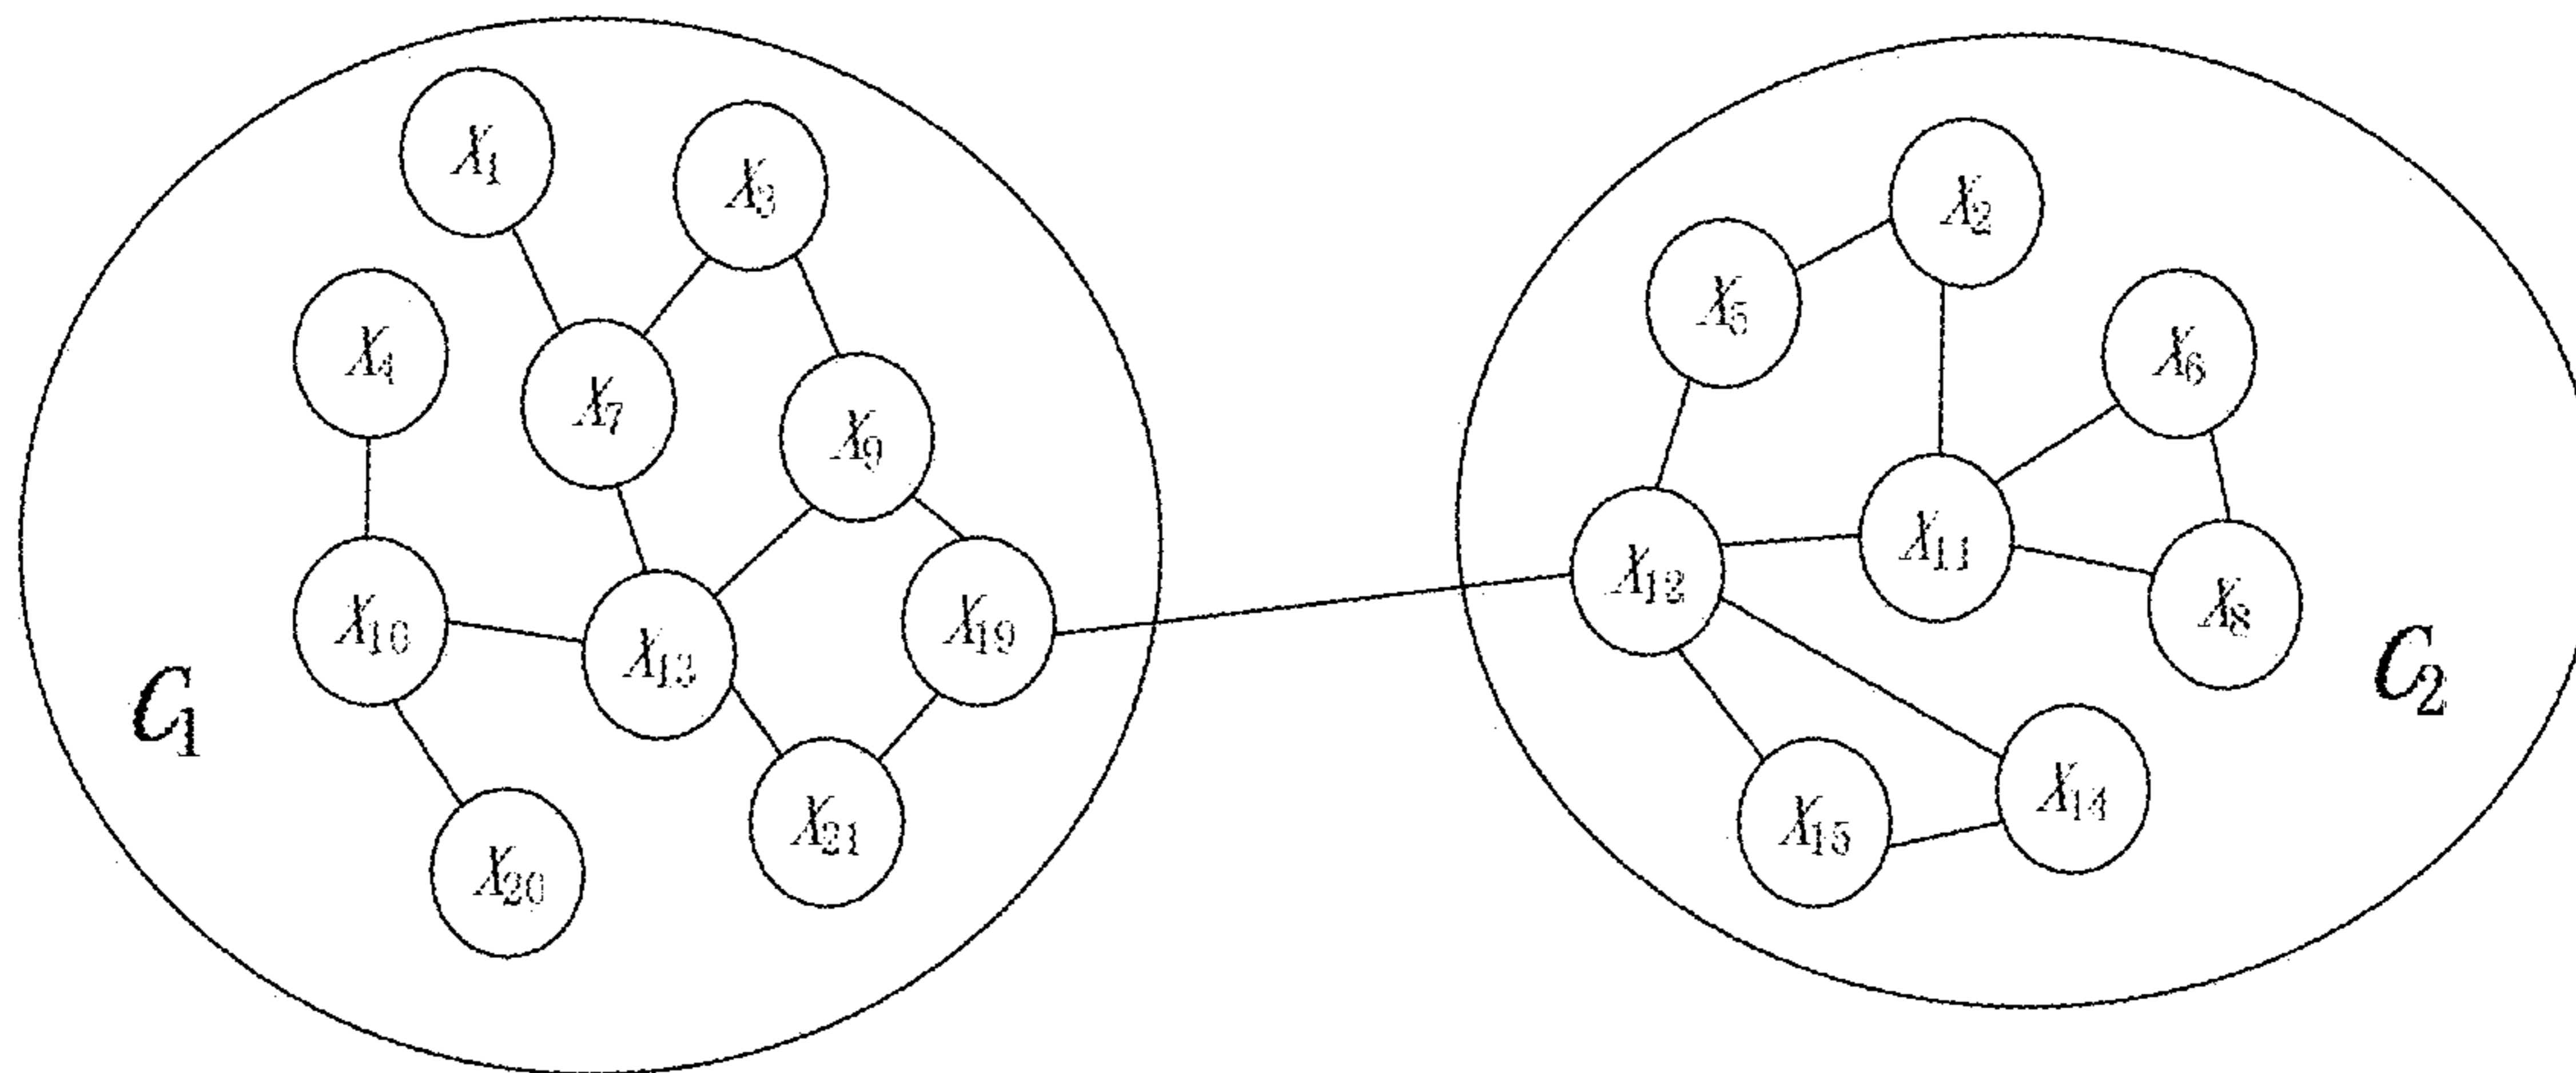 X₁
X₃
X₄
X₇
X₉
X₁₀
X₁₃
X₁₉
X₂₀
X₂₁
C₁
X₂
X₅
X₆
X₁₂
X₁₁
X₈
X₁₅
X₁₄
C₂